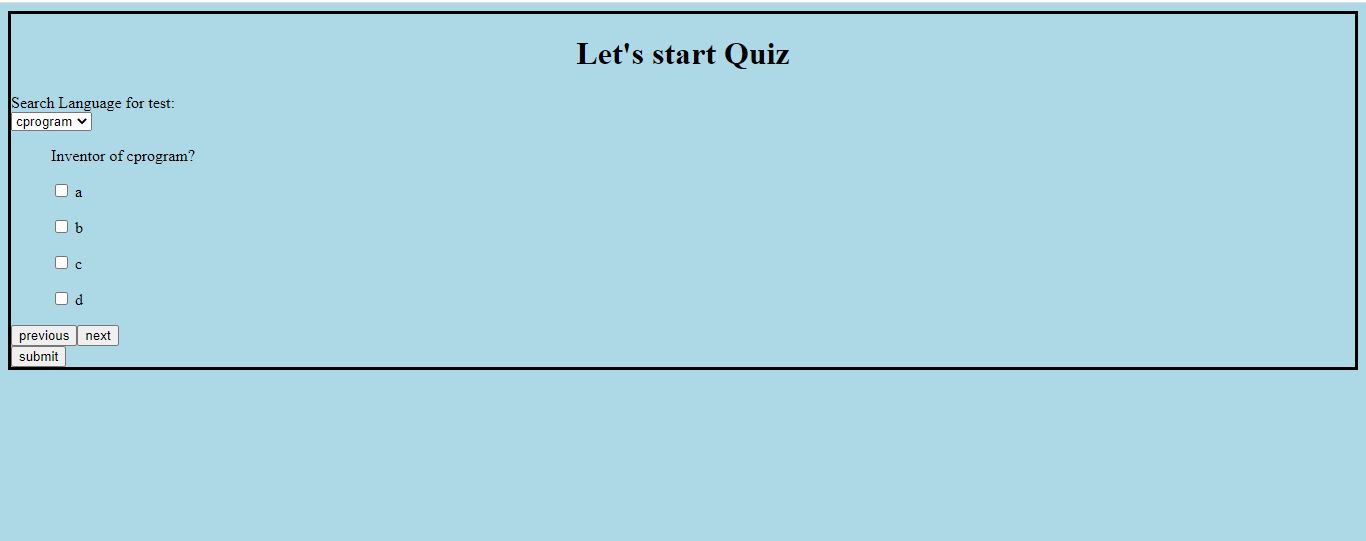 Let's start Quiz
Search Language for test:
cprogram
Inventor of cprogram?
a
b
c
d
previous next
submit